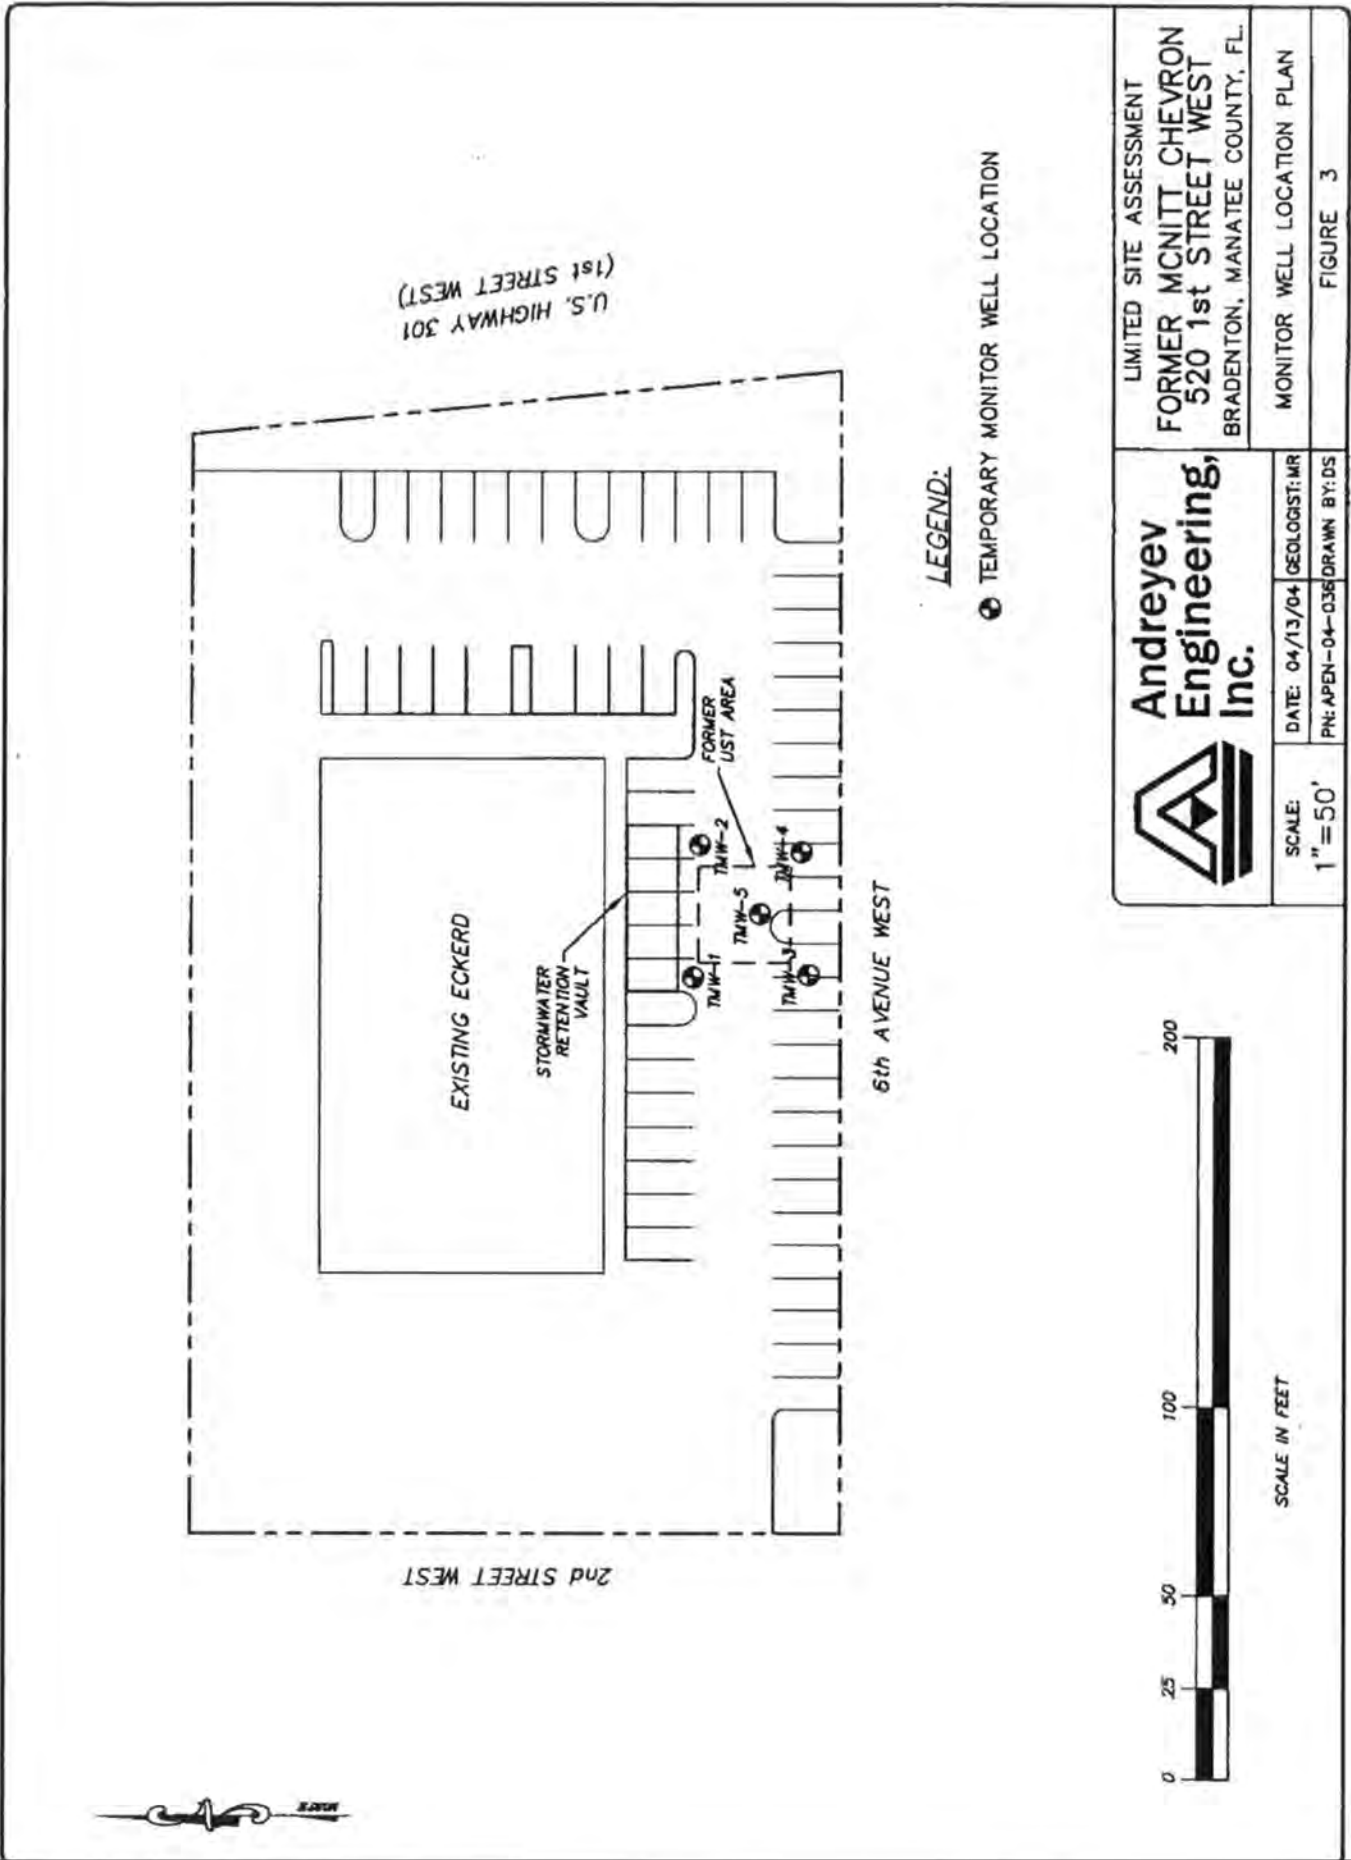 U.S. HIGHWAY 301
(1st STREET WEST)
EXISTING ECKERD
STORMWATER
RETENTION
VAULT
FORMER
UST AREA
TMW-1
TMW-2
TMW-5
TMW-3
TMW-4
2nd STREET WEST
6th AVENUE WEST
LEGEND:
TEMPORARY MONITOR WELL LOCATION
0 25 50 100 200
SCALE IN FEET
Andreyev
Engineering,
Inc.
SCALE:
1"=50'
DATE: 04/13/04
GEOLOGIST: MR
PN: APEN-04-036
DRAWN BY: DS
LIMITED SITE ASSESSMENT
FORMER MCNITT CHEVRON
520 1st STREET WEST
BRADENTON, MANATEE COUNTY, FL.
MONITOR WELL LOCATION PLAN
FIGURE 3